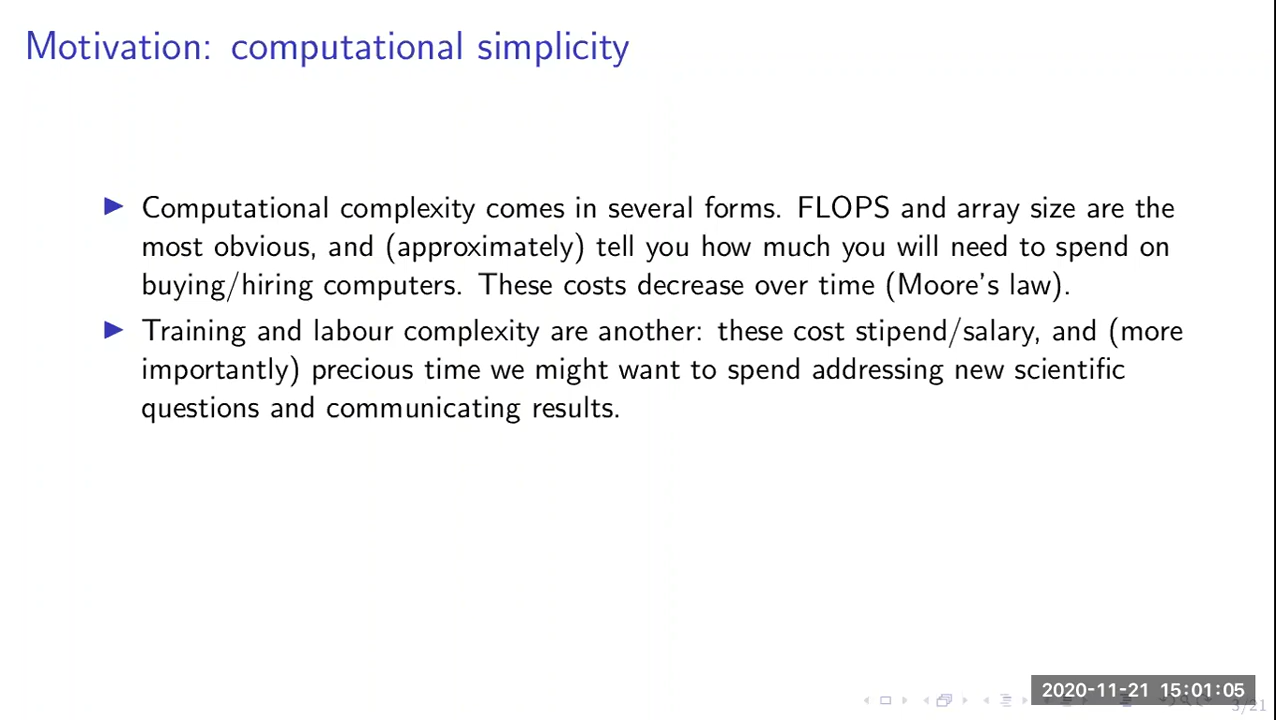 Motivation: computational simplicity
Computational complexity comes in several forms. FLOPS and array size are the
most obvious, and (approximately) tell you how much you will need to spend on
buying/hiring computers. These costs decrease over time (Moore's law).
Training and labour complexity are another: these cost stipend/salary, and (more
importantly) precious time we might want to spend addressing new scientific
questions and communicating results.
2020-11-21 15:01:05
3/21